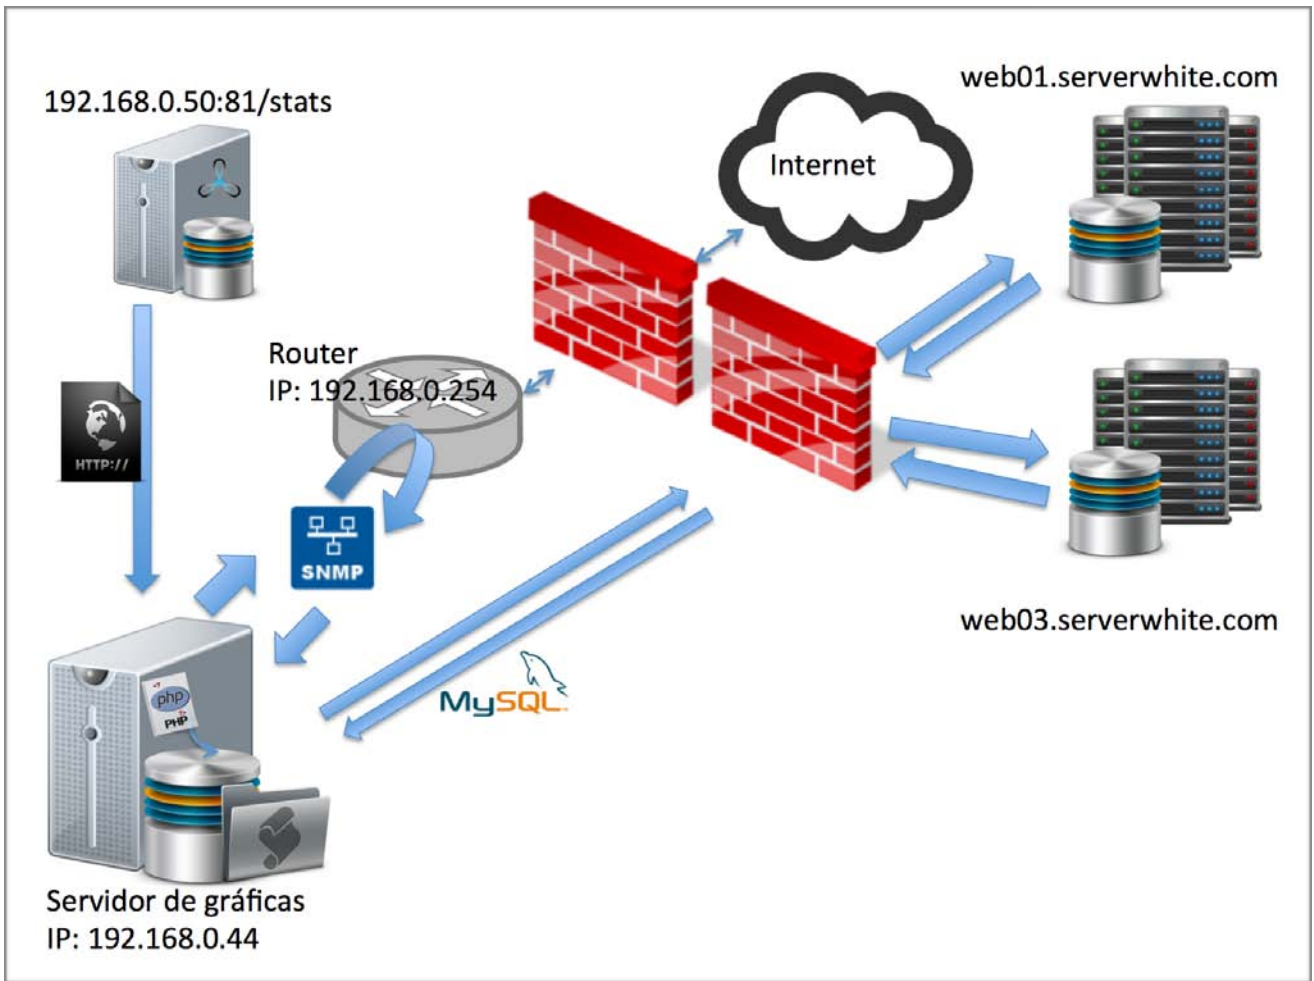 192.168.0.50:81/stats
web01.serverwhite.com
Internet
Router
IP: 192.168.0.254
HTTP://
SNMP
php
PHP
MySQL
web03.serverwhite.com
Servidor de gráficas
IP: 192.168.0.44